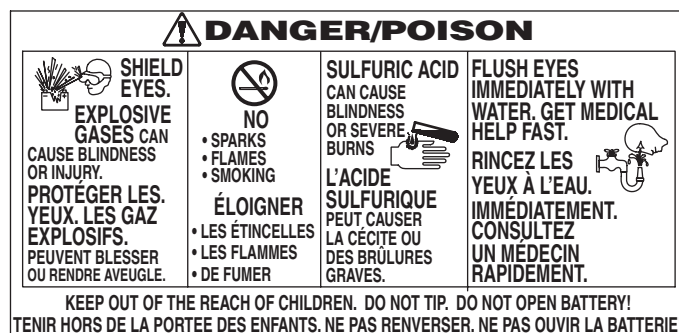 DANGER/POISON
SHIELD
EYES.
EXPLOSIVE
GASES CAN
CAUSE BLINDNESS
OR INJURY.
PROTÉGER LES.
YEUX. LES GAZ
EXPLOSIFS.
PEUVENT BLESSER
OU RENDRE AVEUGLE.
NO
• SPARKS
• FLAMES
• SMOKING
ÉLOIGNER
• LES ÉTINCELLES
• LES FLAMMES
• DE FUMER
SULFURIC ACID
CAN CAUSE
BLINDNESS
OR SEVERE
BURNS
L'ACIDE
SULFURIQUE
PEUT CAUSER
LA CÉCITE OU
DES BRÛLURES
GRAVES.
FLUSH EYES
IMMEDIATELY WITH
WATER. GET MEDICAL
HELP FAST.
RINCEZ LES
YEUX À L'EAU.
IMMÉDIATEMENT.
CONSULTEZ
UN MÉDECIN
RAPIDEMENT.
KEEP OUT OF THE REACH OF CHILDREN. DO NOT TIP. DO NOT OPEN BATTERY!
TENIR HORS DE LA PORTEE DES ENFANTS. NE PAS RENVERSER. NE PAS OUVIR LA BATTERIE